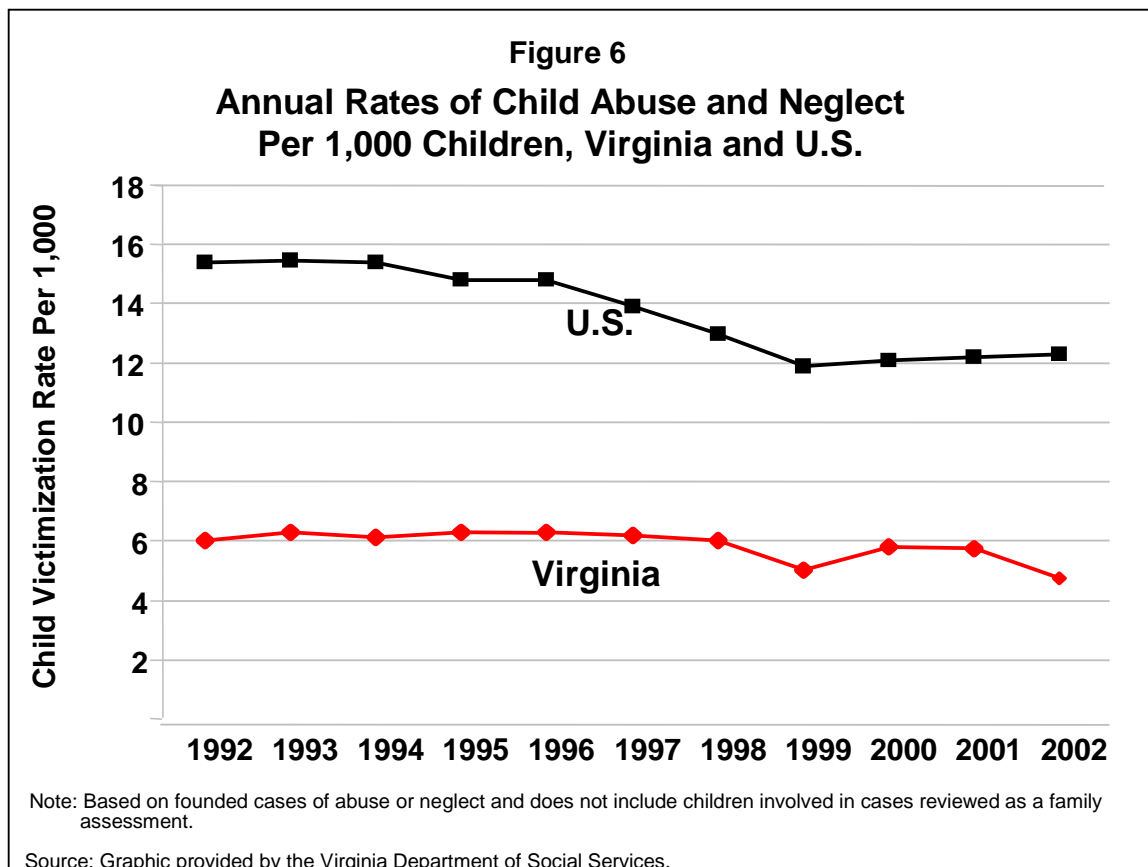 Figure 6
Annual Rates of Child Abuse and Neglect
Per 1,000 Children, Virginia and U.S.
Child Victimization Rate Per 1,000
18
16
14
12
10
8
6
4
2
U.S.
Virginia
1992 1993 1994 1995 1996 1997 1998 1999 2000 2001 2002
Note: Based on founded cases of abuse or neglect and does not include children involved in cases reviewed as a family
assessment.
Source: Graphic provided by the Virginia Department of Social Services.